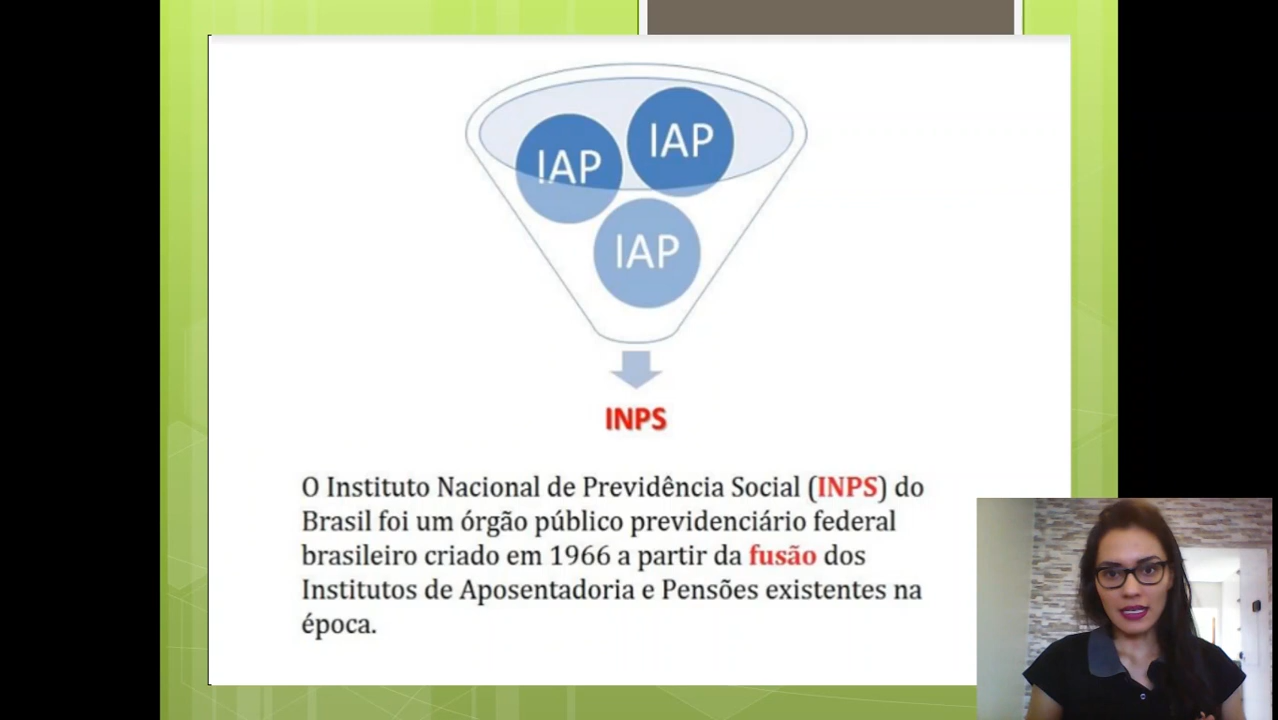 IAP
IAP
IAP
INPS
O Instituto Nacional de Previdência Social (INPS) do
Brasil foi um órgão público previdenciário federal
brasileiro criado em 1966 a partir da fusão dos
Institutos de Aposentadoria e Pensões existentes na
época.